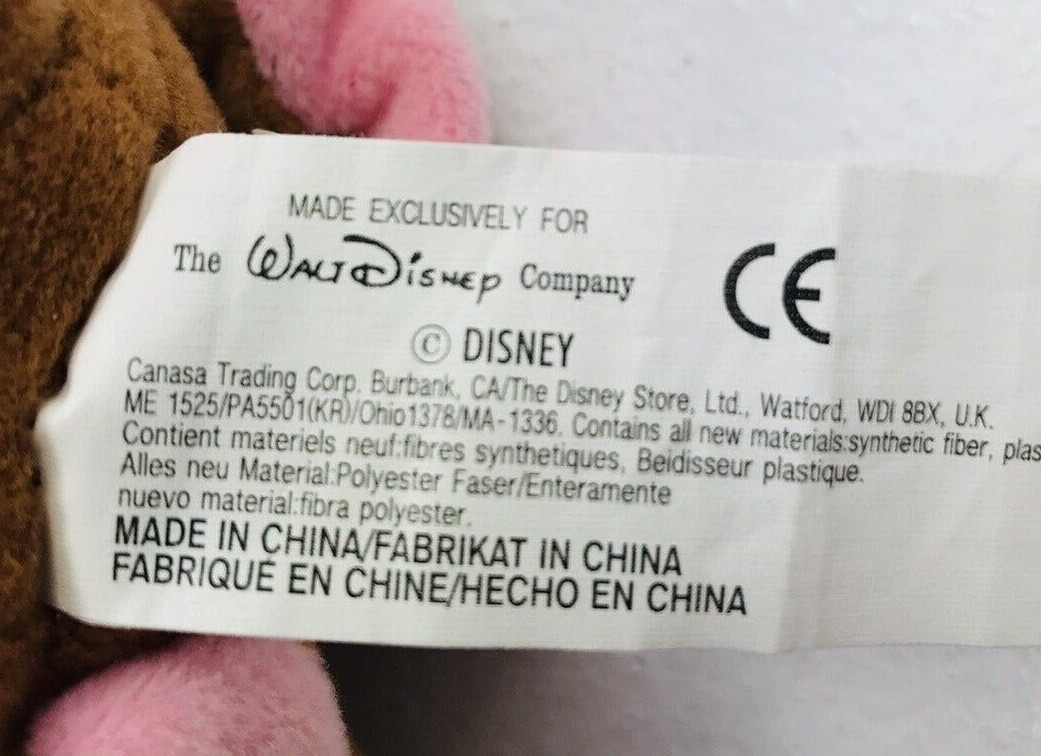 MADE EXCLUSIVELY FOR
The WALT DISNEY Company
CE
© DISNEY
Canasa Trading Corp. Burbank, CA/The Disney Store, Ltd., Watford, WDI 8BX, U.K.
ME 1525/PA5501(KR)/Ohio1378/MA-1336. Contains all new materials:synthetic fiber, plas
Contient materiels neuf:fibres synthetiques, Beidisseur plastique.
Alles neu Material:Polyester Faser/Enteramente
nuevo material:fibra polyester.
MADE IN CHINA/FABRIKAT IN CHINA
FABRIQUÉ EN CHINE/HECHO EN CHINA